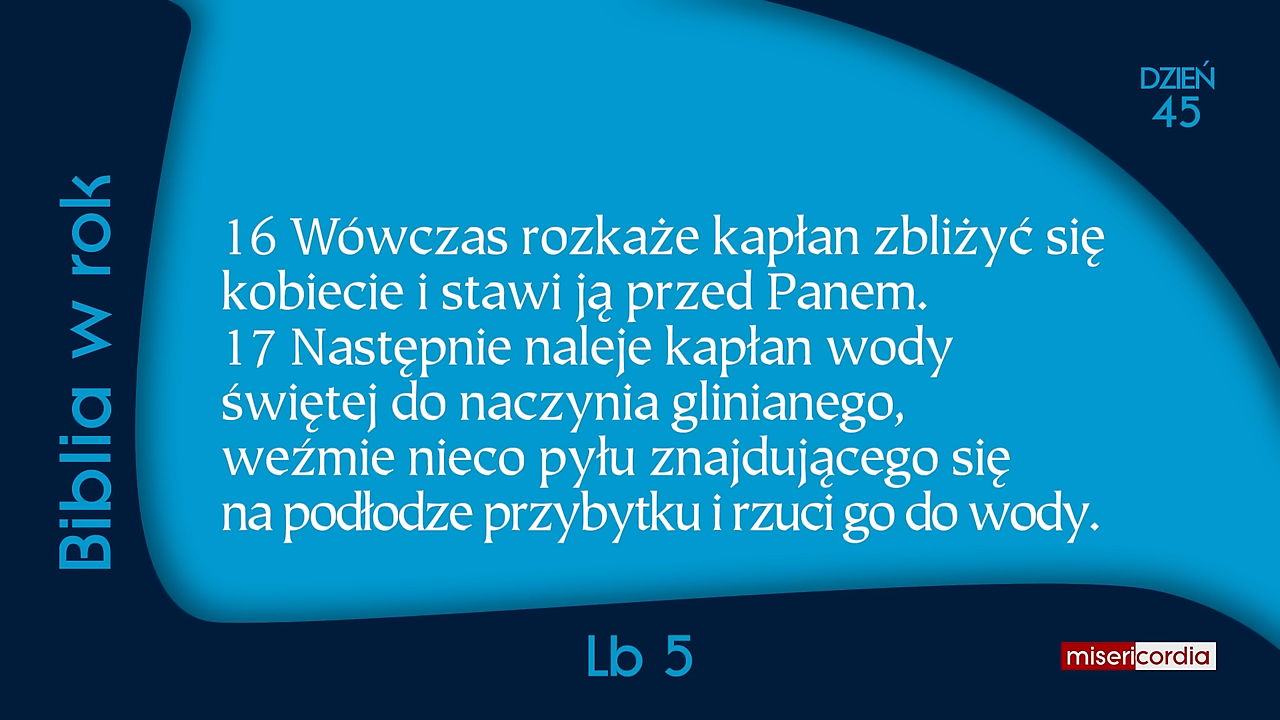 DZIEŃ
45
Biblia w rok
16 Wówczas rozkaże kapłan zbliżyć się
kobiecie i stawi ją przed Panem.
17 Następnie naleje kapłan wody
świętej do naczynia glinianego,
weźmie nieco pyłu znajdującego się
na podłodze przybytku i rzuci go do wody.
Lb 5
misericordia